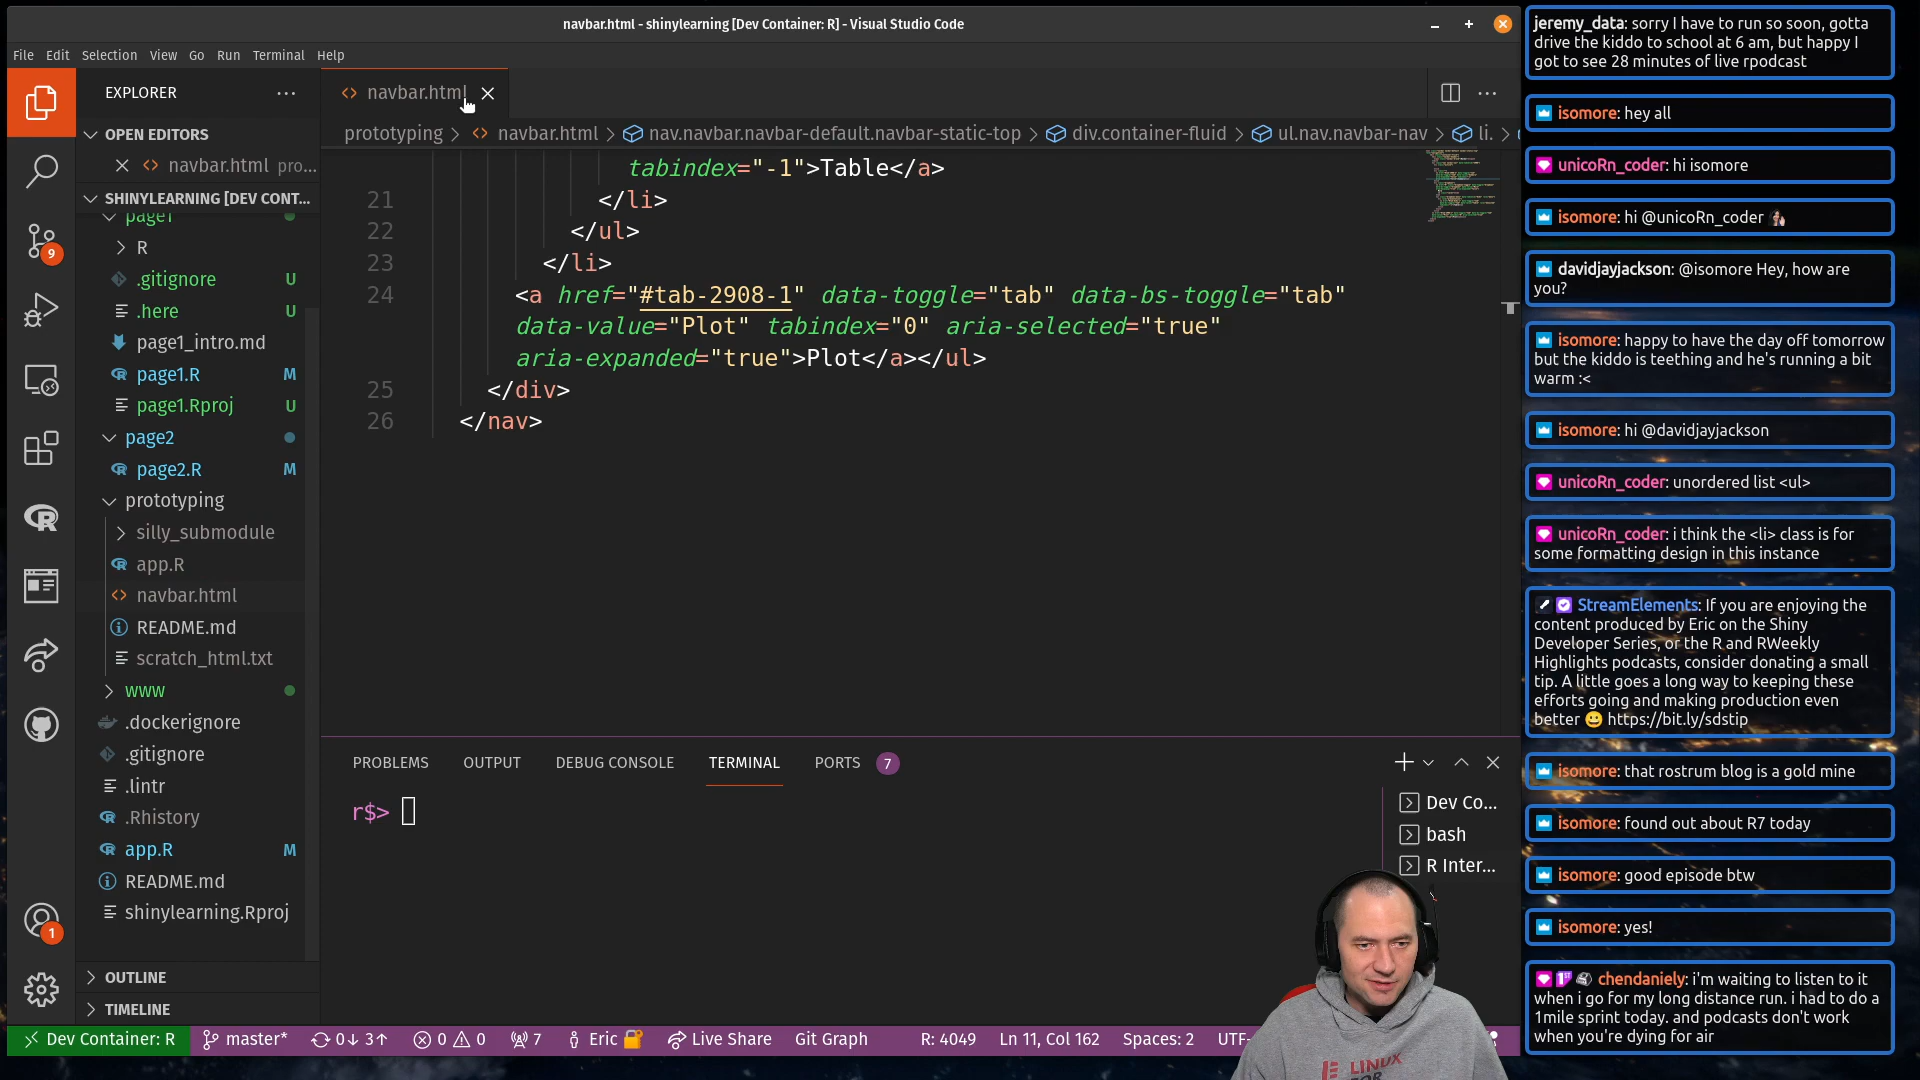 navbar.html - shinylearning [Dev Container: R] - Visual Studio Code
File Edit Selection View Go Run Terminal Help
EXPLORER
OPEN EDITORS
navbar.html pro...
SHINYLEARNING [DEV CONT...
page1
R
.gitignore U
.here U
page1_intro.md
page1.R M
page1.Rproj U
page2
page2.R M
prototyping
silly_submodule
app.R
navbar.html
README.md
scratch_html.txt
www
.dockerignore
.gitignore
.lintr
.Rhistory
app.R M
README.md
shinylearning.Rproj
OUTLINE
TIMELINE
9
1
navbar.html
prototyping > navbar.html > nav.navbar.navbar-default.navbar-static-top > div.container-fluid > ul.nav.navbar-nav > li. >
tabindex="-1">Table</a>
21 </li>
22 </ul>
23 </li>
24 <a href="#tab-2908-1" data-toggle="tab" data-bs-toggle="tab"
data-value="Plot" tabindex="0" aria-selected="true"
aria-expanded="true">Plot</a></ul>
25 </div>
26 </nav>
PROBLEMS OUTPUT DEBUG CONSOLE TERMINAL PORTS 7
r$>
Dev Co...
bash
R Inter...
Dev Container: R master* 0↓ 3↑ 0 0 7 Eric Live Share Git Graph R: 4049 Ln 11, Col 162 Spaces: 2 UTF-
LINUX
FOR
jeremy_data: sorry I have to run so soon, gotta
drive the kiddo to school at 6 am, but happy I
got to see 28 minutes of live rpodcast
isomore: hey all
unicoRn_coder: hi isomore
isomore: hi @unicoRn_coder
davidjayjackson: @isomore Hey, how are
you?
isomore: happy to have the day off tomorrow
but the kiddo is teething and he's running a bit
warm :<
isomore: hi @davidjayjackson
unicoRn_coder: unordered list <ul>
unicoRn_coder: i think the <li> class is for
some formatting design in this instance
StreamElements: If you are enjoying the
content produced by Eric on the Shiny
Developer Series, or the R and RWeekly
Highlights podcasts, consider donating a small
tip. A little goes a long way to keeping these
efforts going and making production even
better 😀 https://bit.ly/sdstip
isomore: that rostrum blog is a gold mine
isomore: found out about R7 today
isomore: good episode btw
isomore: yes!
chendaniely: i'm waiting to listen to it
when i go for my long distance run. i had to do a
1mile sprint today. and podcasts don't work
when you're dying for air